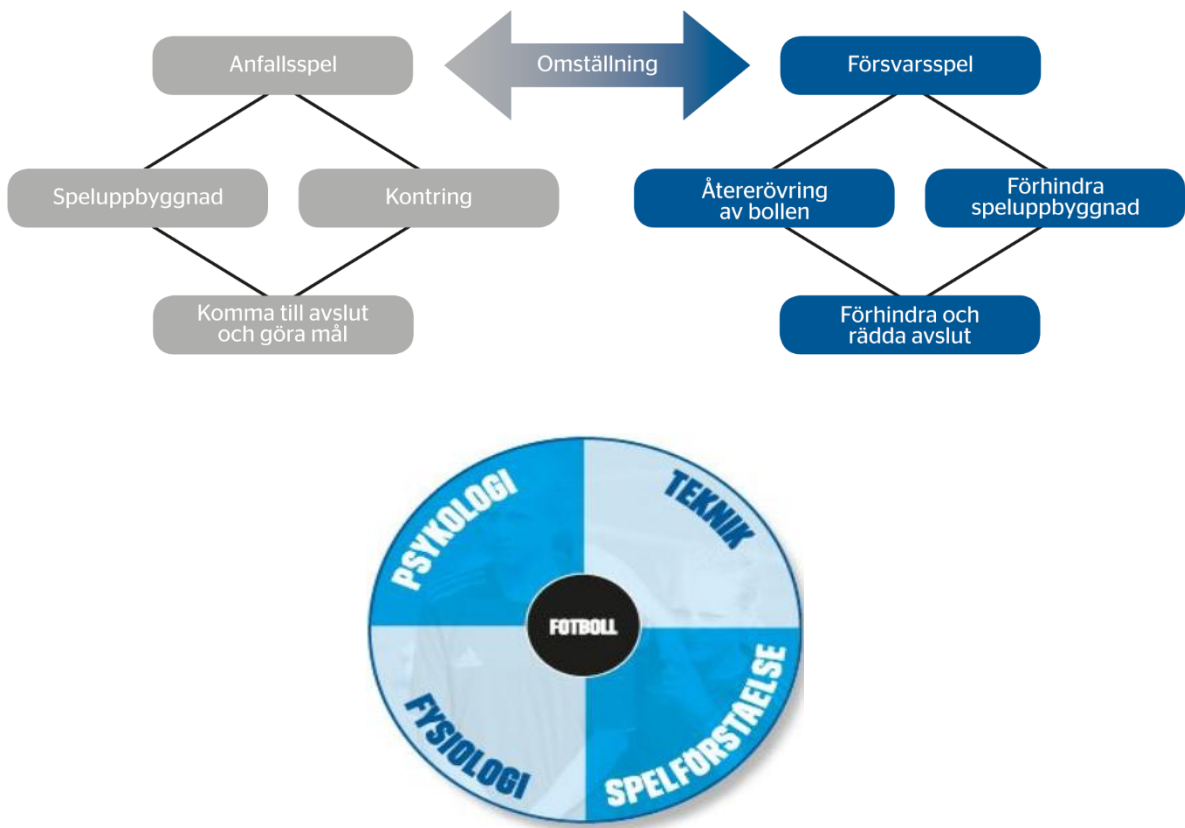 Anfallsspel
Omställning
Försvarsspel
Speluppbyggnad
Kontring
Återerövring
av bollen
Förhindra
speluppbyggnad
Komma till avslut
och göra mål
Förhindra och
rädda avslut
PSYKOLOGI
TEKNIK
FOTBOLL
FYSIOLOGI
SPELFÖRSTAELSE